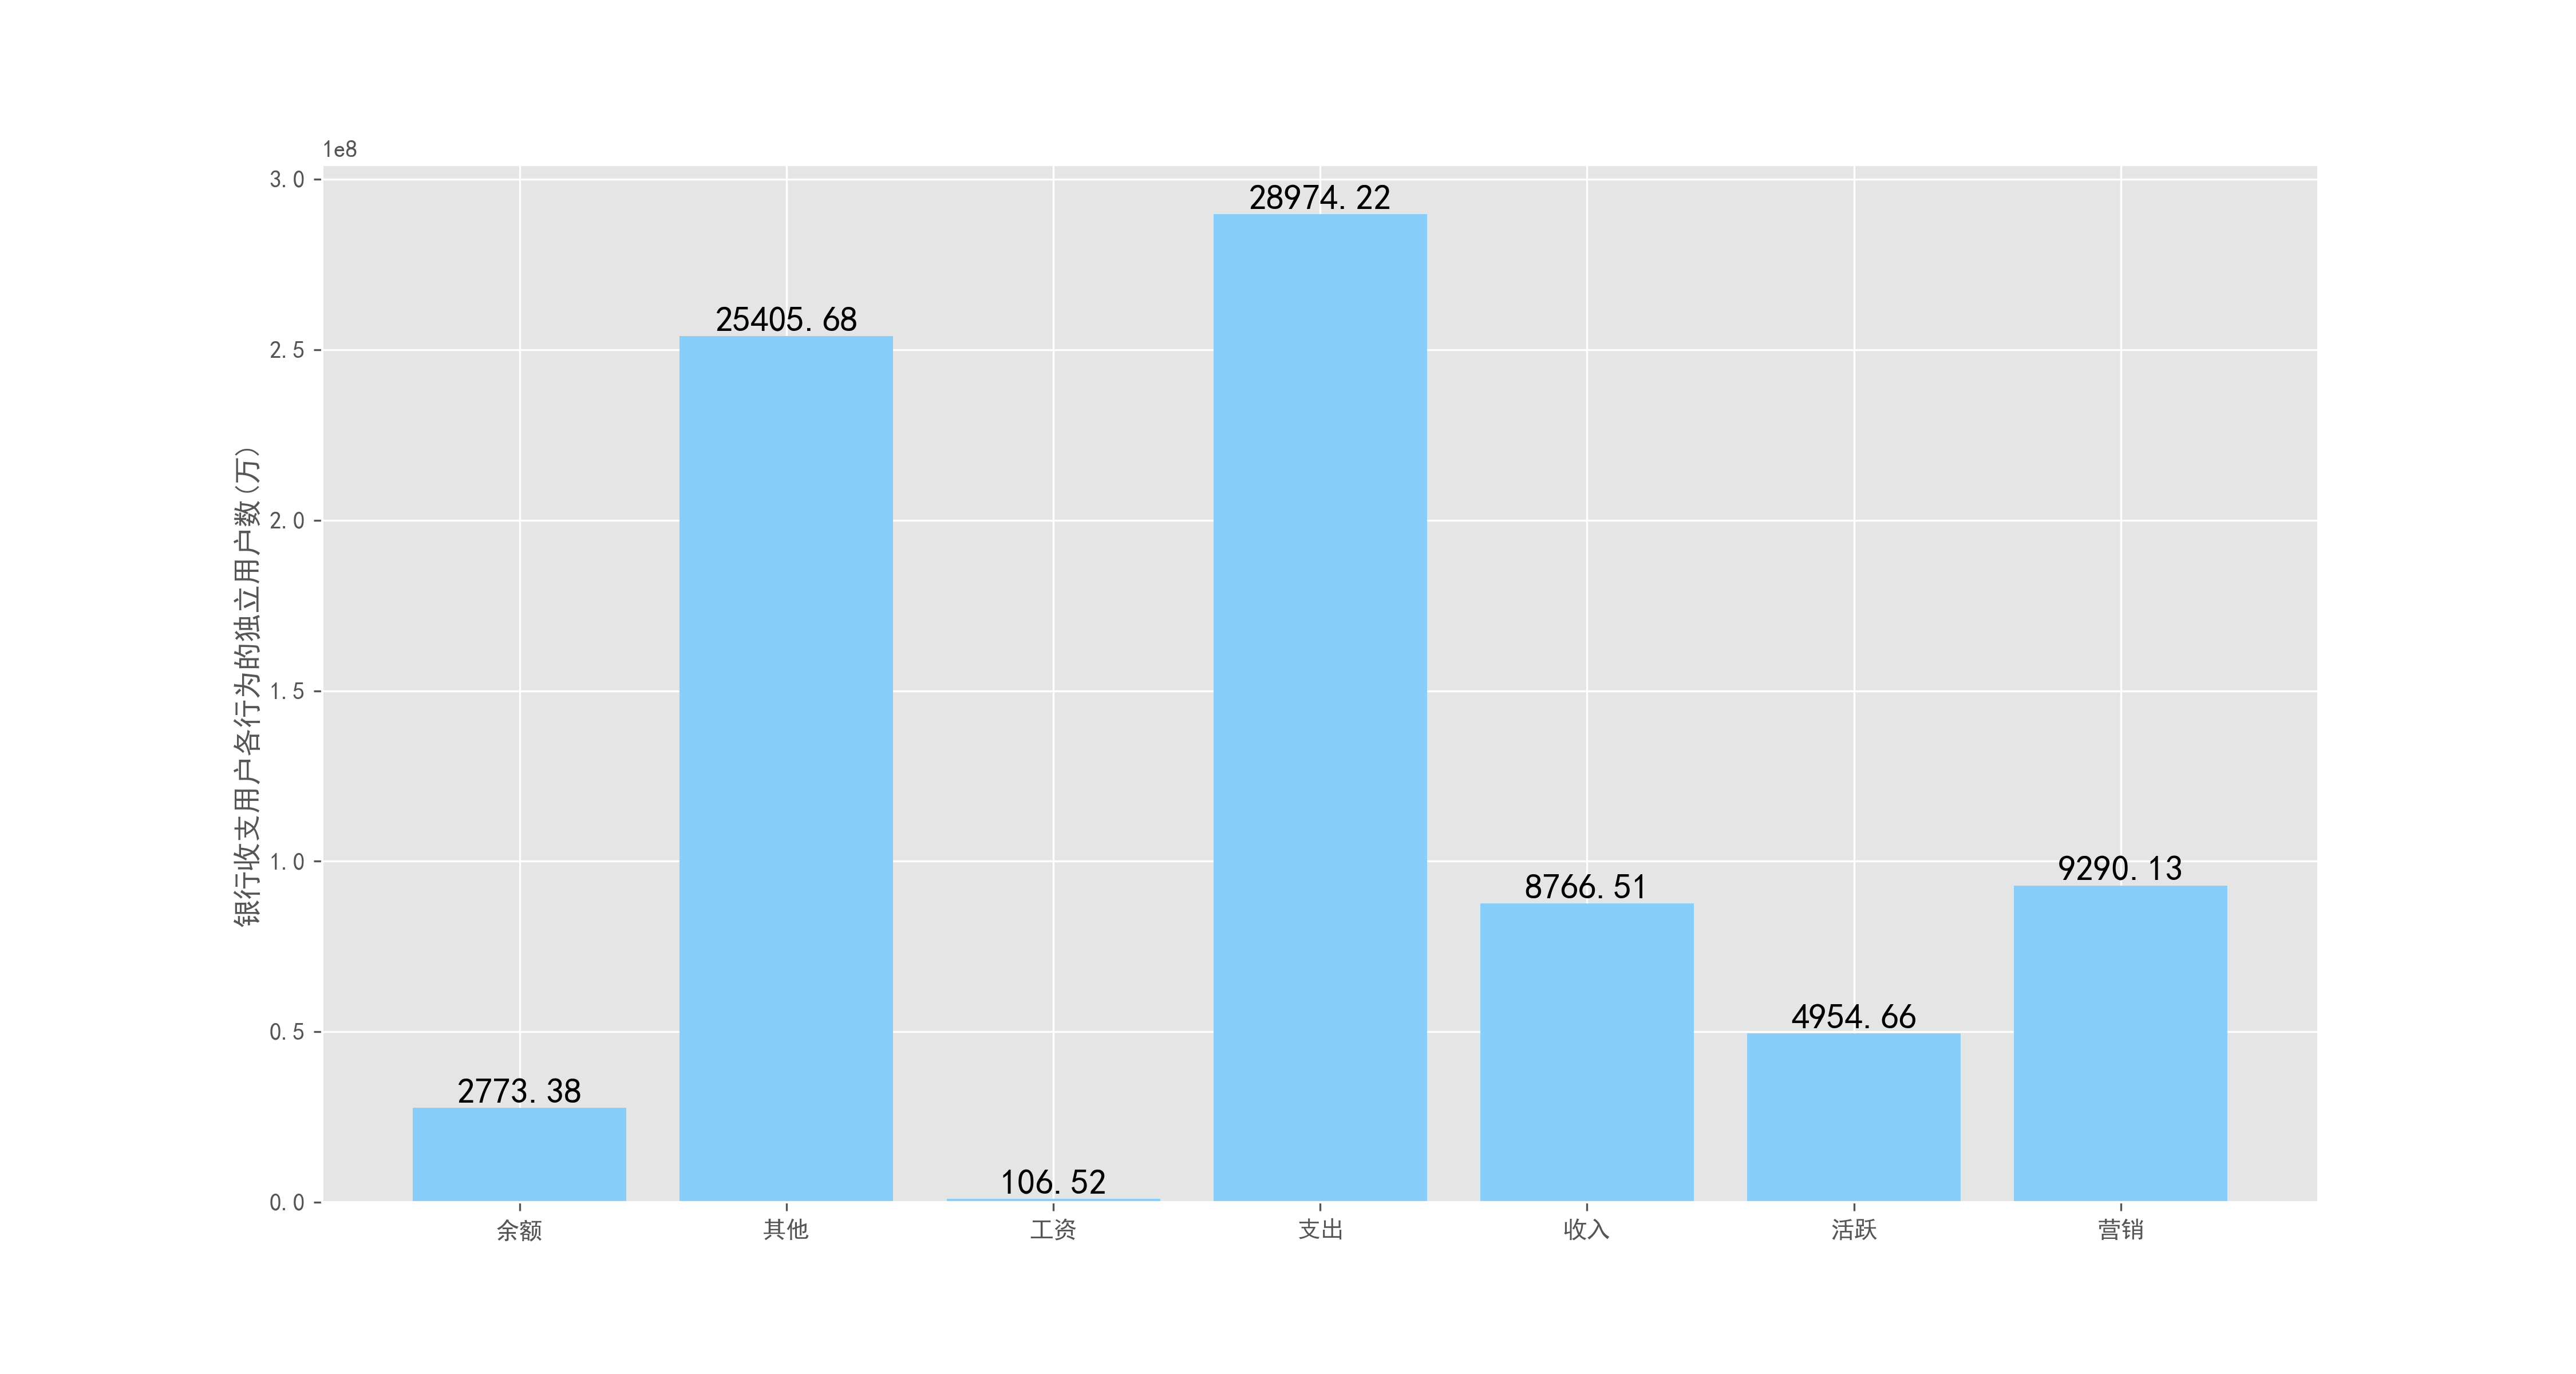 1e8
3.0
2.5
2.0
1.5
1.0
0.5
0.0
银行收支用户各行为的独立用户数(万)
2773.38
25405.68
106.52
28974.22
8766.51
4954.66
9290.13
余额
其他
工资
支出
收入
活跃
营销